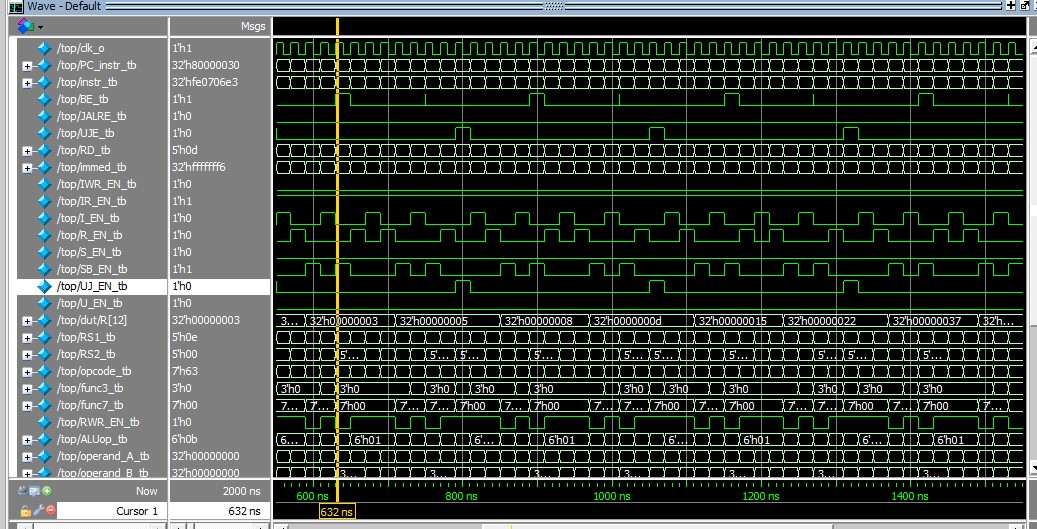 Wave - Default
Msgs
/top/clk_o 1'h1
/top/PC_instr_tb 32'h80000030
/top/instr_tb 32'hfe0706e3
/top/BE_tb 1'h1
/top/JALRE_tb 1'h0
/top/UJE_tb 1'h0
/top/RD_tb 5'h0d
/top/immed_tb 32'hfffffff6
/top/IWR_EN_tb 1'h0
/top/IR_EN_tb 1'h1
/top/I_EN_tb 1'h0
/top/R_EN_tb 1'h0
/top/S_EN_tb 1'h0
/top/SB_EN_tb 1'h1
/top/UJ_EN_tb 1'h0
/top/U_EN_tb 1'h0
/top/dut/R[12] 32'h00000003 3... 32'h00000003 32'h00000005 32'h00000008 32'h0000000d 32'h00000015 32'h00000022 32'h00000037 32'h...
/top/RS1_tb 5'h0e
/top/RS2_tb 5'h00 5'... 5'... 5'... 5'... 5'... 5'... 5'... 5'... 5'... 5'...
/top/opcode_tb 7'h63
/top/func3_tb 3'h0 3'h0 3'h0 3'h0 3'h0 3'h0 3'h0 3'h0 3'h0 3'h0 3'h0 3'h0
/top/func7_tb 7'h00 7'... 7'... 7'h00 7'... 7'... 7'h00 7'h00 7'... 7'... 7'h00 7'h00 7'... 7'... 7'h00 7'h00 7'...
/top/RWR_EN_tb 1'h0
/top/ALUop_tb 6'h0b 6... 6'h01 6'... 6'h01 6'... 6'h01 6'... 6'h01
/top/operand_A_tb 32'h00000000
/top/operand_B_tb 32'h00000000 3... 3... 3... 3... 3... 3... 3...
Now 2000 ns 600 ns 800 ns 1000 ns 1200 ns 1400 ns
Cursor 1 632 ns 632 ns